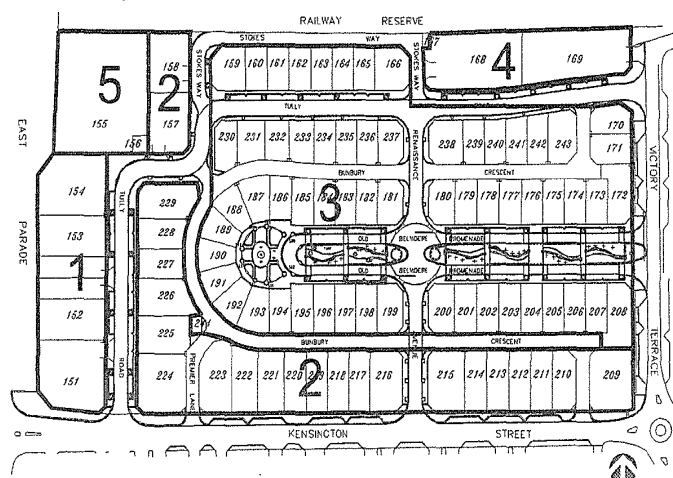 RAILWAY RESERVE
STOKES WAY
STOKES WAY
STOKES WAY
159 160 161 162 163 164 165 166
167
168
169
4
5
155
158
2
157
156
TULLY
EAST PARADE
154
153
1
152
151
TULLY ROAD
229
228
227
226
225
224
PREMIER LANE
230 231 232 233 234 235 236 237
RENAISSANCE
238 239 240 241 242 243
170
171
VICTORY TERRACE
BUNBURY CRESCENT
3
188 187 186 185 184 183 182 181
180 179 178 177 176 175 174 173 172
189
190
191
192
OLD BELVIDERE PROMENADE
OLD BELVIDERE PROMENADE
193 194 195 196 197 198 199
200 201 202 203 204 205 206 207 208
BUNBURY CRESCENT
2
223 222 221 220 219 218 217 216
215 214 213 212 211 210
209
KENSINGTON STREET